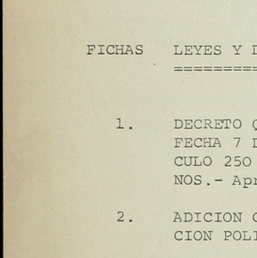 FICHAS LEYES Y
==========
1. DECRETO
FECHA 7
CULO 250
NOS.- Apr
2. ADICION
CION POLI